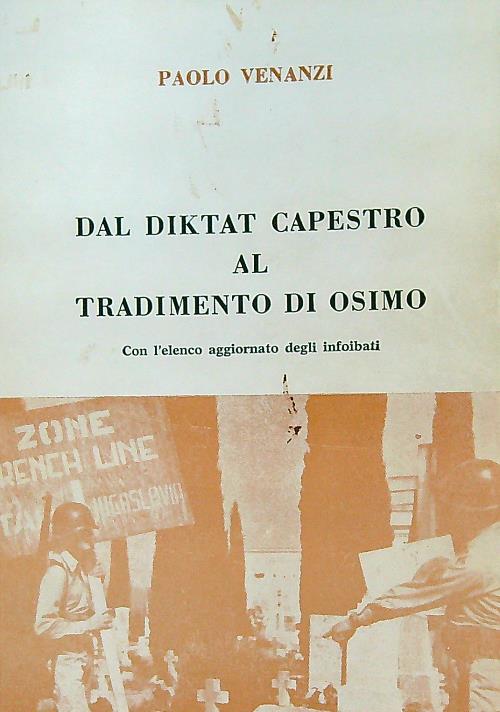 PAOLO VENANZI
DAL DIKTAT CAPESTRO
AL
TRADIMENTO DI OSIMO
Con l'elenco aggiornato degli infoibati
ZONE
RENCH LINE